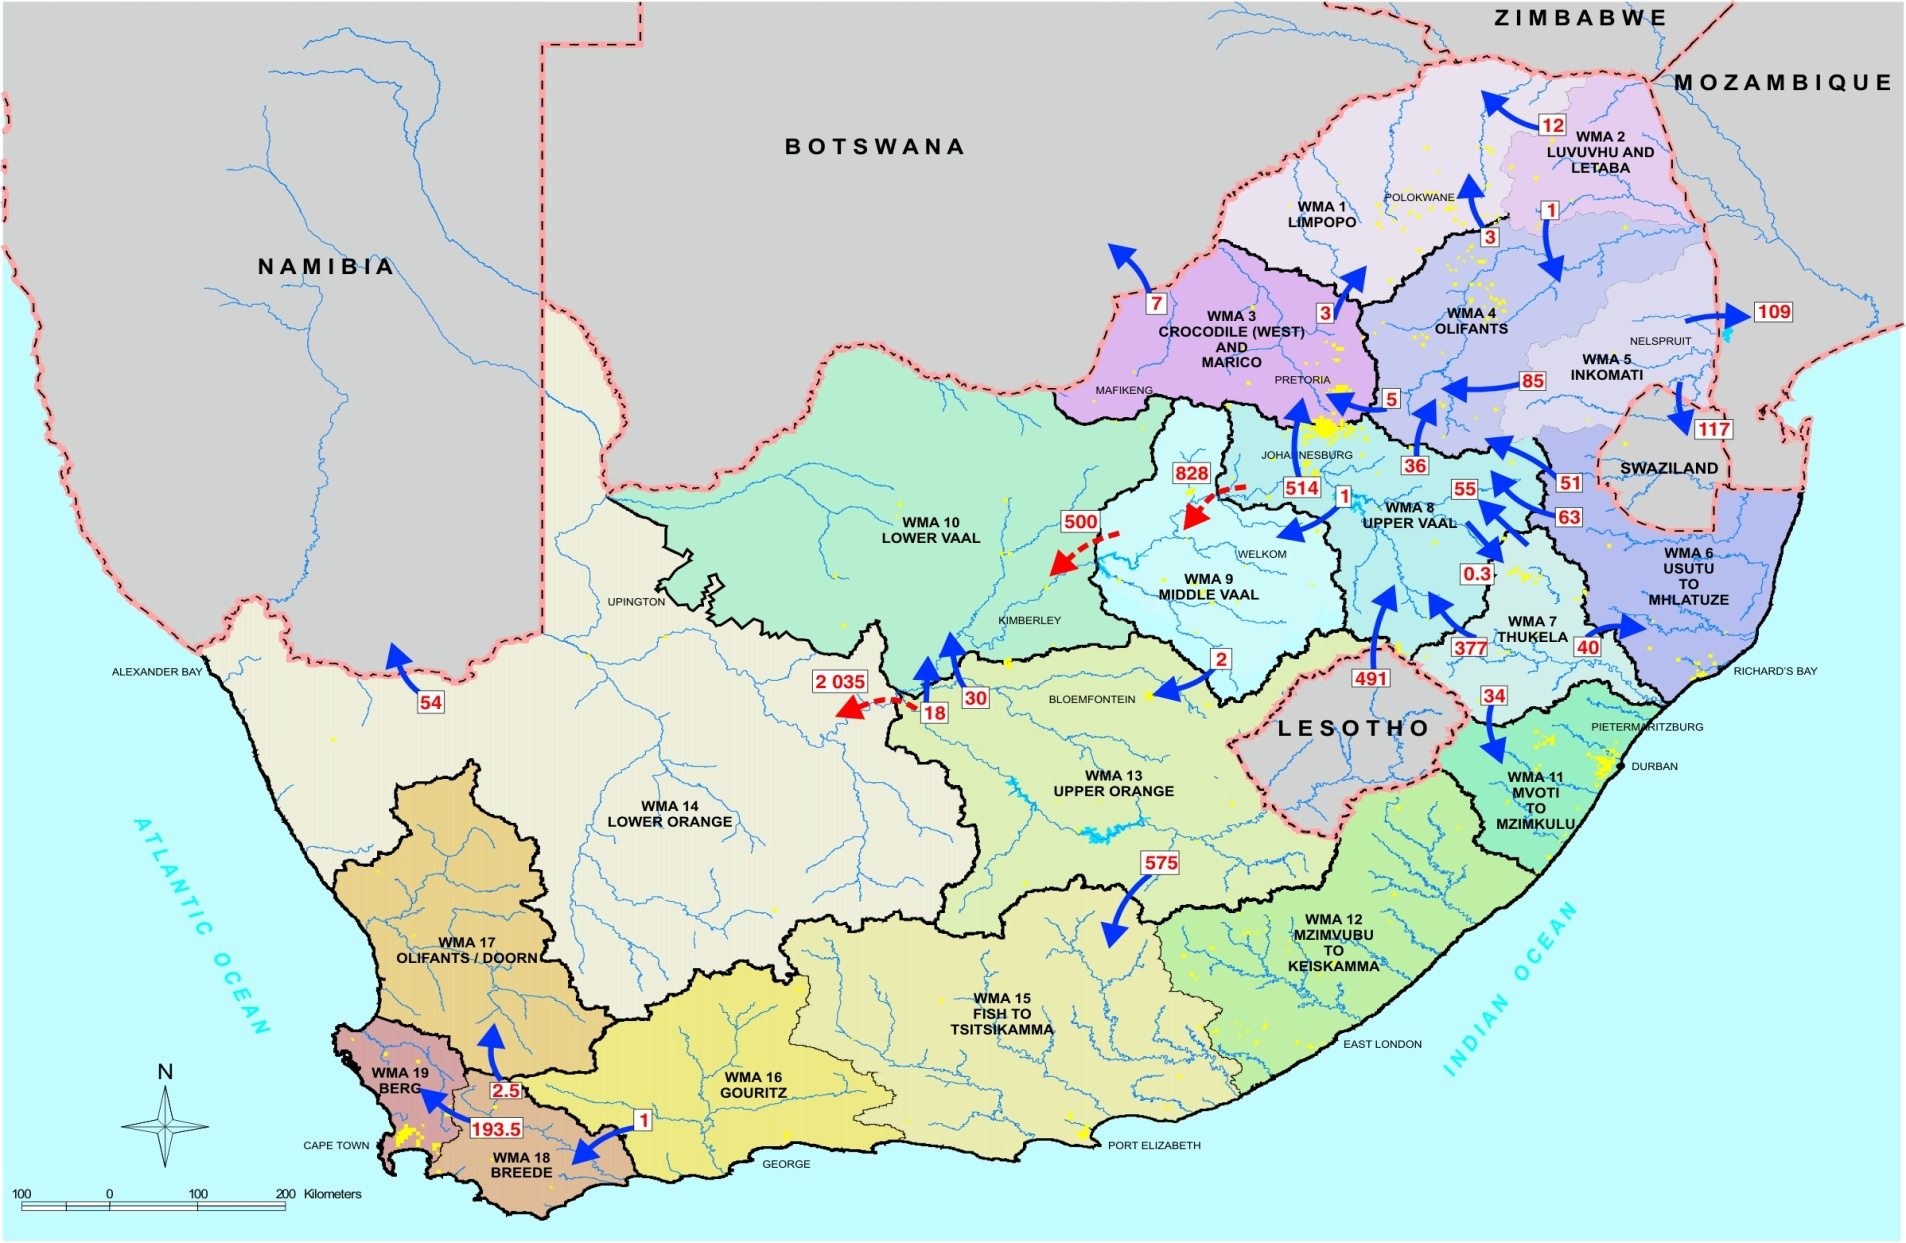 ZIMBABWE
MOZAMBIQUE
BOTSWANA
NAMIBIA
12
WMA 2
LUVUVHU AND
LETABA
POLOKWANE
WMA 1
LIMPOPO
1
3
7
3
WMA 3
CROCODILE (WEST)
AND
MARICO
WMA 4
OLIFANTS
109
NELSPRUIT
WMA 5
INKOMATI
PRETORIA
MAFIKENG
85
5
117
SWAZILAND
JOHANNESBURG
36
828
514
1
55
51
63
WMA 8
UPPER VAAL
WMA 10
LOWER VAAL
500
WELKOM
WMA 9
MIDDLE VAAL
0.3
WMA 6
USUTU
TO
MHLATUZE
UPINGTON
KIMBERLEY
WMA 7
THUKELA
377
40
2
491
RICHARD'S BAY
ALEXANDER BAY
54
2 035
18
30
BLOEMFONTEIN
34
LESOTHO
PIETERMARITZBURG
DURBAN
WMA 13
UPPER ORANGE
WMA 11
MVOTI
TO
MZIMKULU
WMA 14
LOWER ORANGE
575
ATLANTIC OCEAN
WMA 12
MZIMVUBU
TO
KEISKAMMA
INDIAN OCEAN
WMA 17
OLIFANTS / DOORN
WMA 15
FISH TO
TSITSIKAMMA
EAST LONDON
N
WMA 19
BERG
2.5
WMA 16
GOURITZ
193.5
1
CAPE TOWN
WMA 18
BREEDE
GEORGE
PORT ELIZABETH
100 0 100 200 Kilometers